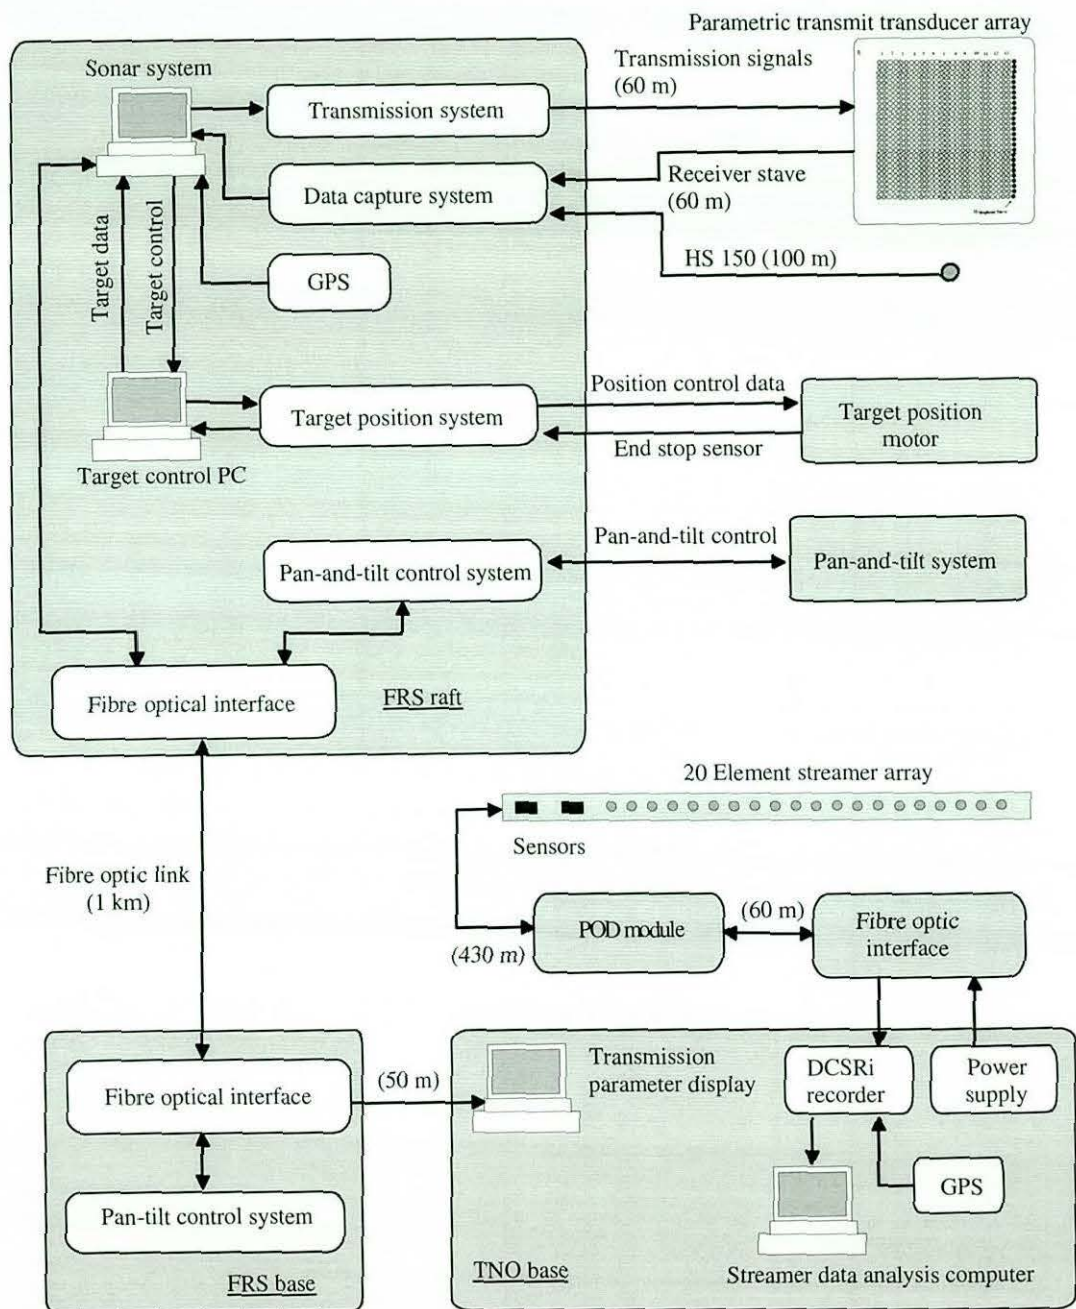 Parametric transmit transducer array
Sonar system
Transmission signals
(60 m)
Transmission system
Data capture system
Receiver stave
(60 m)
HS 150 (100 m)
GPS
Target data
Target control
Target position system
Position control data
End stop sensor
Target position
motor
Target control PC
Pan-and-tilt control system
Pan-and-tilt control
Pan-and-tilt system
Fibre optical interface
FRS raft
20 Element streamer array
Sensors
Fibre optic link
(1 km)
(430 m)
POD module
(60 m)
Fibre optic
interface
Fibre optical interface
(50 m)
Transmission
parameter display
DCSRi
recorder
Power
supply
Pan-tilt control system
GPS
FRS base
TNO base
Streamer data analysis computer